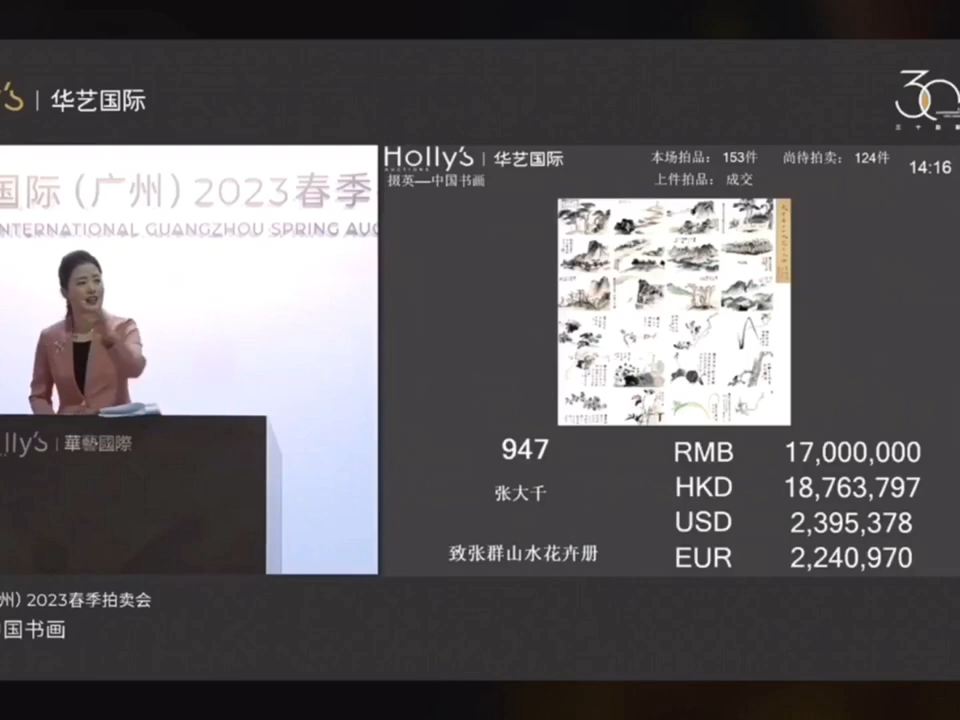 's | 华艺国际
30
国际（广州）2023春季
INTERNATIONAL GUANGZHOU SPRING AUC
lly's | 華藝國際
Holly's | 华艺国际
AUCTIONS
撷英—中国书画
本场拍品： 153件 尚待拍卖： 124件
上件拍品： 成交
14:16
947
张大千
致张群山水花卉册
RMB 17,000,000
HKD 18,763,797
USD 2,395,378
EUR 2,240,970
州）2023春季拍卖会
国书画